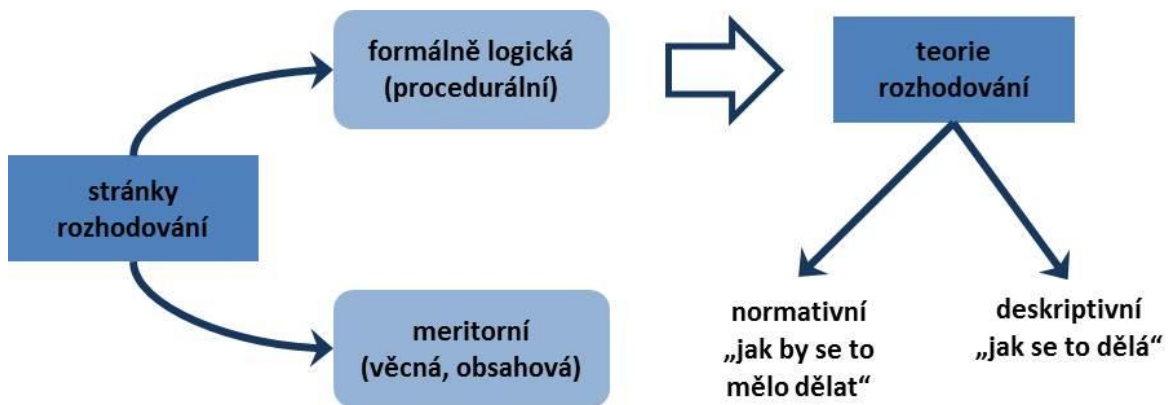 stránky
rozhodování
formálně logická
(procedurální)
meritorní
(věcná, obsahová)
teorie
rozhodování
normativní
„jak by se to
mělo dělat“
deskriptivní
„jak se to dělá“